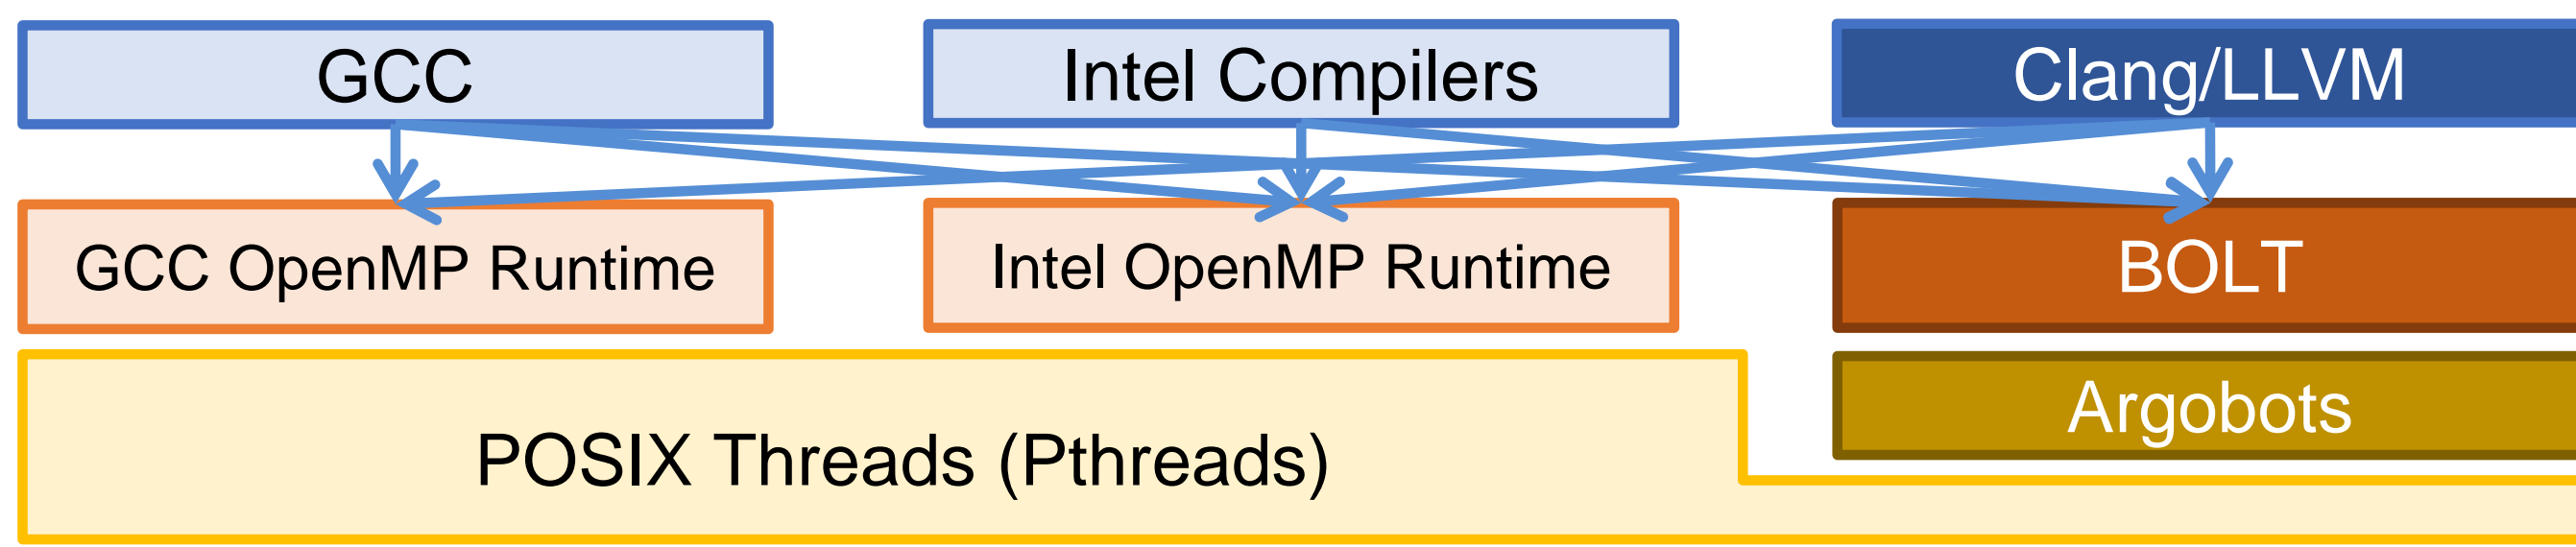 GCC
Intel Compilers
Clang/LLVM
GCC OpenMP Runtime
Intel OpenMP Runtime
BOLT
Argobots
POSIX Threads (Pthreads)